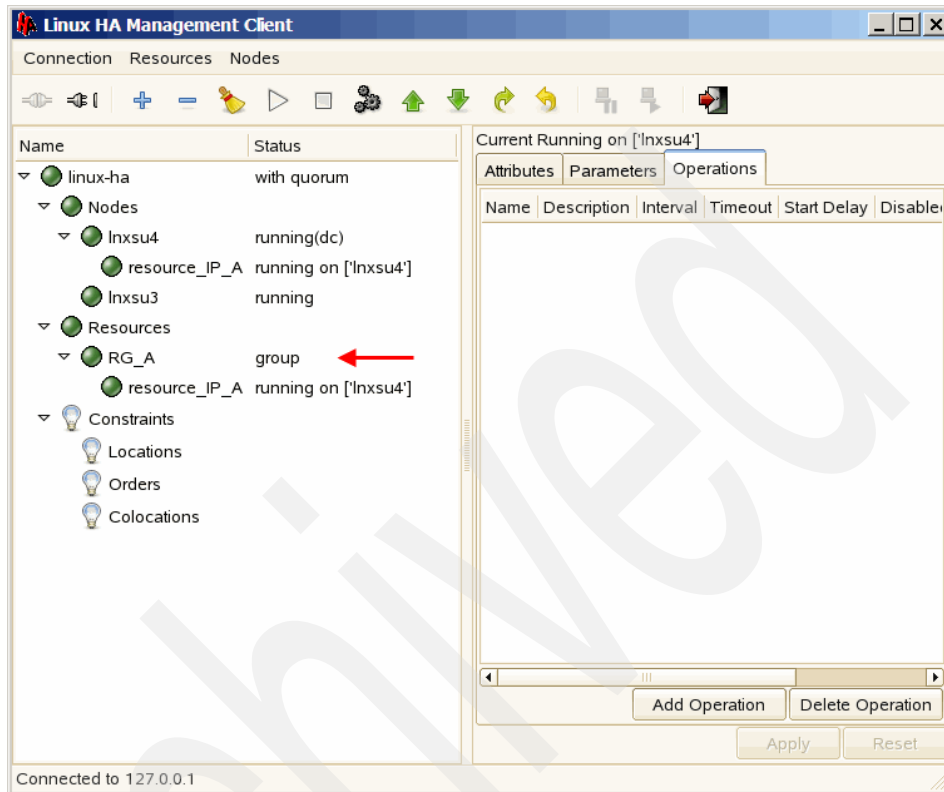 Linux HA Management Client
Connection Resources Nodes
Current Running on ['lnxsu4']
Name Status
Attributes Parameters Operations
linux-ha with quorum
Name Description Interval Timeout Start Delay Disable
Nodes
lnxsu4 running(dc)
resource_IP_A running on ['lnxsu4']
lnxsu3 running
Resources
RG_A group
resource_IP_A running on ['lnxsu4']
Constraints
Locations
Orders
Colocations
Add Operation Delete Operation
Apply Reset
Connected to 127.0.0.1
hived